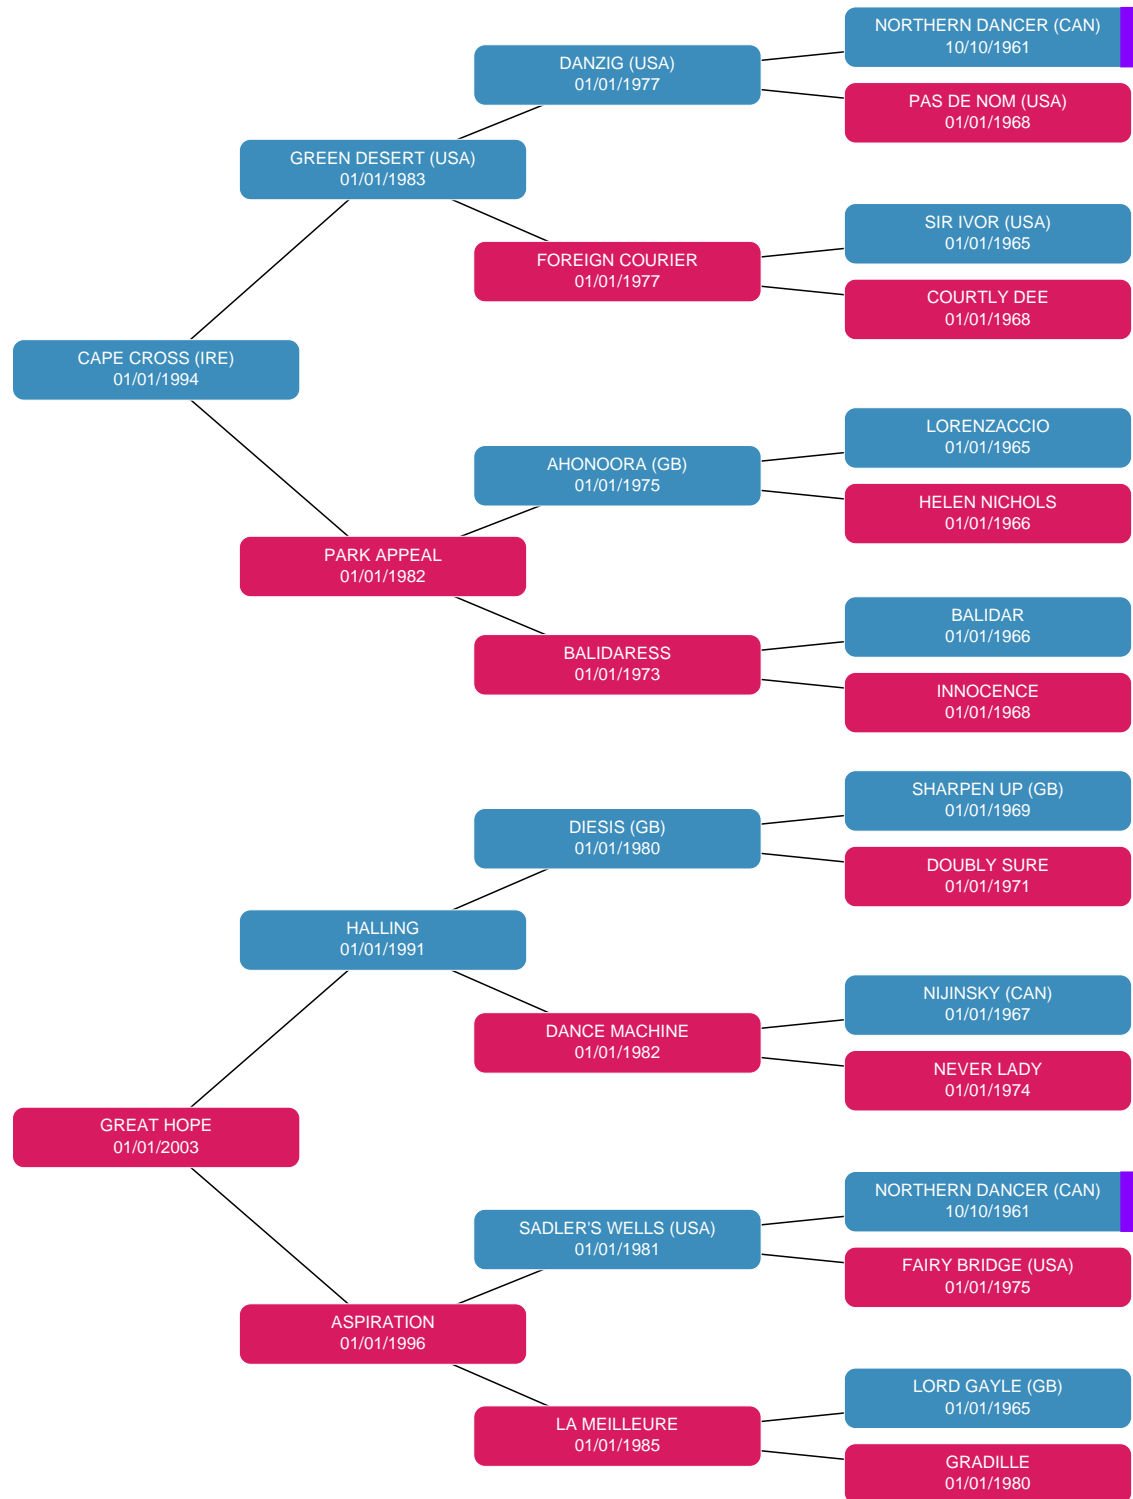 NORTHERN DANCER (CAN)
10/10/1961
DANZIG (USA)
01/01/1977
PAS DE NOM (USA)
01/01/1968
GREEN DESERT (USA)
01/01/1983
SIR IVOR (USA)
01/01/1965
FOREIGN COURIER
01/01/1977
COURTLY DEE
01/01/1968
CAPE CROSS (IRE)
01/01/1994
LORENZACCIO
01/01/1965
AHONOORA (GB)
01/01/1975
HELEN NICHOLS
01/01/1966
PARK APPEAL
01/01/1982
BALIDAR
01/01/1966
BALIDARESS
01/01/1973
INNOCENCE
01/01/1968
SHARPEN UP (GB)
01/01/1969
DIESIS (GB)
01/01/1980
DOUBLY SURE
01/01/1971
HALLING
01/01/1991
NIJINSKY (CAN)
01/01/1967
DANCE MACHINE
01/01/1982
NEVER LADY
01/01/1974
GREAT HOPE
01/01/2003
NORTHERN DANCER (CAN)
10/10/1961
SADLER'S WELLS (USA)
01/01/1981
FAIRY BRIDGE (USA)
01/01/1975
ASPIRATION
01/01/1996
LORD GAYLE (GB)
01/01/1965
LA MEILLEURE
01/01/1985
GRADILLE
01/01/1980